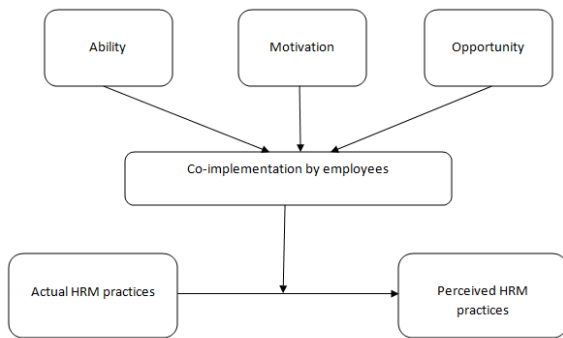 Ability
Motivation
Opportunity
Co-implementation by employees
Actual HRM practices
Perceived HRM
practices